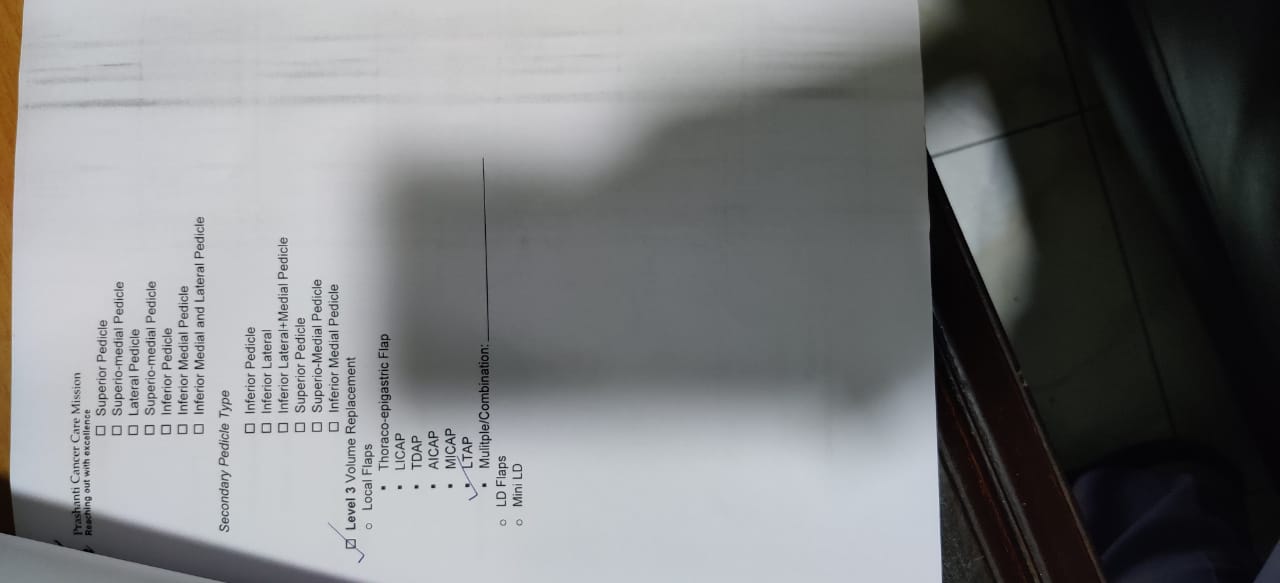 Prashanti Cancer Care Mission
Reaching out with excellence
☐ Superior Pedicle
☐ Superio-medial Pedicle
☐ Lateral Pedicle
☐ Superio-medial Pedicle
☐ Inferior Pedicle
☐ Inferior Medial Pedicle
☐ Inferior Medial and Lateral Pedicle
Secondary Pedicle Type
☐ Inferior Pedicle
☐ Inferior Lateral
☐ Inferior Lateral+Medial Pedicle
☐ Superior Pedicle
☐ Superio-Medial Pedicle
☐ Inferior Medial Pedicle
☑ Level 3 Volume Replacement
○ Local Flaps
▪ Thoraco-epigastric Flap
▪ LICAP
▪ TDAP
▪ AICAP
▪ MICAP
✓ ▪ LTAP
▪ Mulitple/Combination: ____________________
○ LD Flaps
○ Mini LD